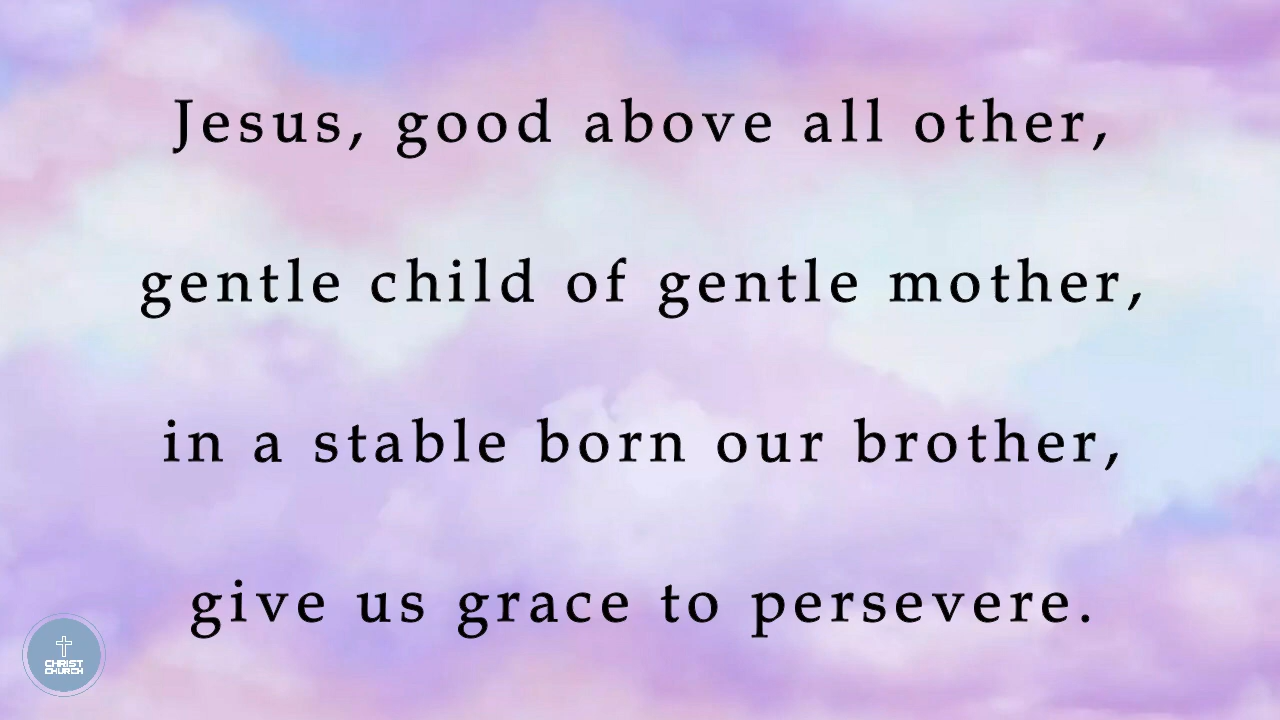 Jesus, good above all other,
gentle child of gentle mother,
in a stable born our brother,
give us grace to persevere.
CHRIST
CHURCH